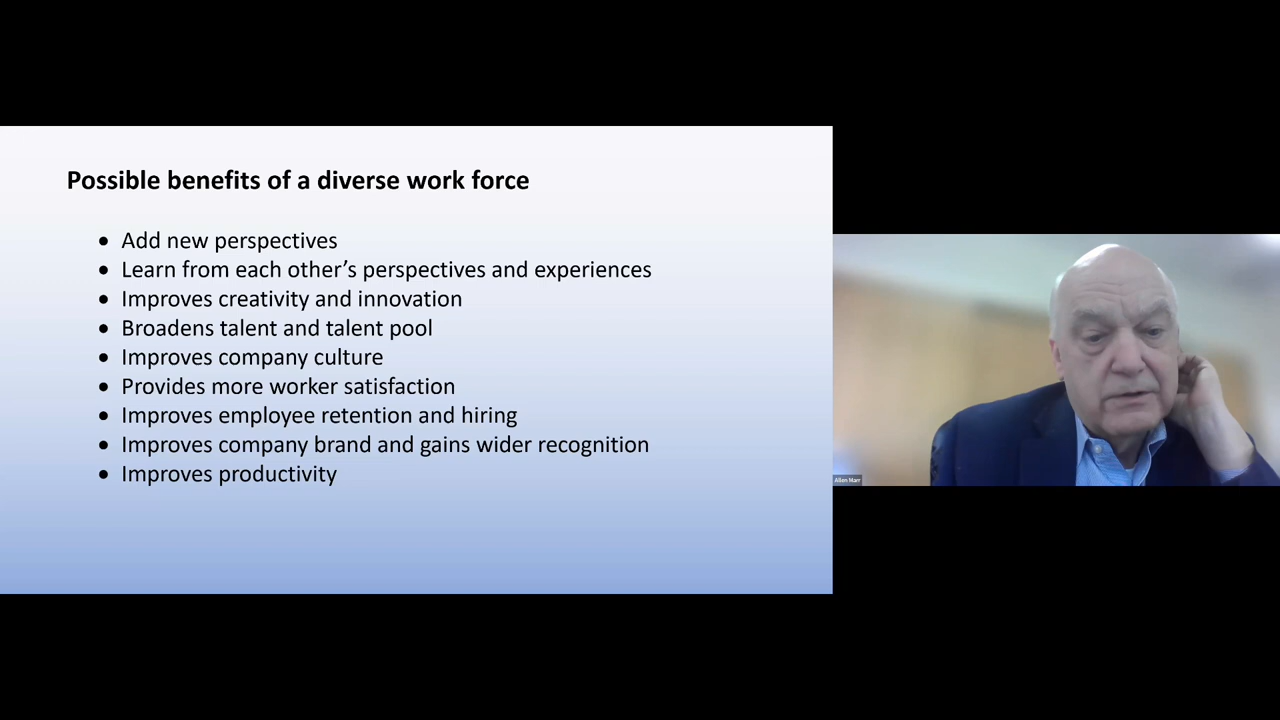 Possible benefits of a diverse work force
• Add new perspectives
• Learn from each other’s perspectives and experiences
• Improves creativity and innovation
• Broadens talent and talent pool
• Improves company culture
• Provides more worker satisfaction
• Improves employee retention and hiring
• Improves company brand and gains wider recognition
• Improves productivity
Allen Marr